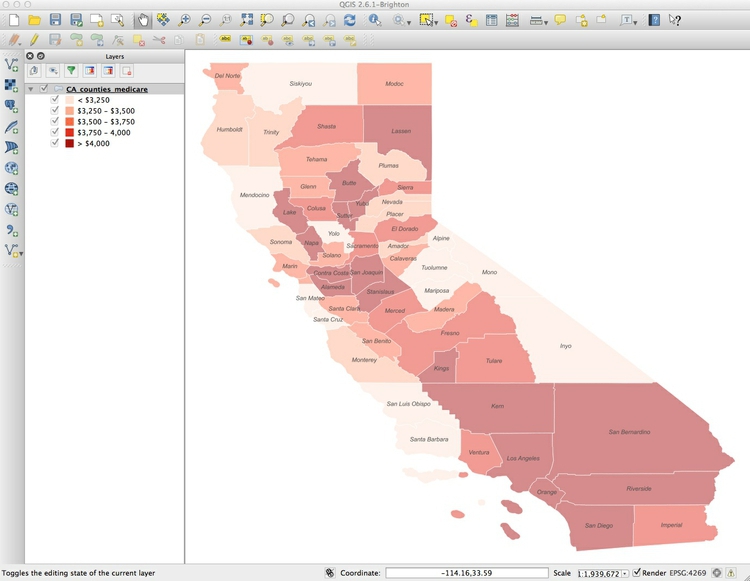 QGIS 2.6.1-Brighton
Layers
CA_counties_medicare
< $3,250
$3,250 - $3,500
$3,500 - $3,750
$3,750 - 4,000
> $4,000
Del Norte
Siskiyou
Modoc
Humboldt
Trinity
Shasta
Lassen
Tehama
Plumas
Mendocino
Glenn
Butte
Sierra
Lake
Colusa
Sutter
Yuba
Nevada
Placer
Sonoma
Napa
Yolo
El Dorado
Alpine
Sacramento
Amador
Solano
Calaveras
Marin
Contra Costa
San Joaquin
Tuolumne
Mono
Alameda
Stanislaus
Mariposa
San Mateo
Santa Clara
Merced
Madera
Santa Cruz
Fresno
San Benito
Inyo
Monterey
Kings
Tulare
San Luis Obispo
Kern
San Bernardino
Santa Barbara
Ventura
Los Angeles
Orange
Riverside
San Diego
Imperial
Toggles the editing state of the current layer
Coordinate:
-114.16,33.59
Scale
1:1,939,672
Render
EPSG:4269